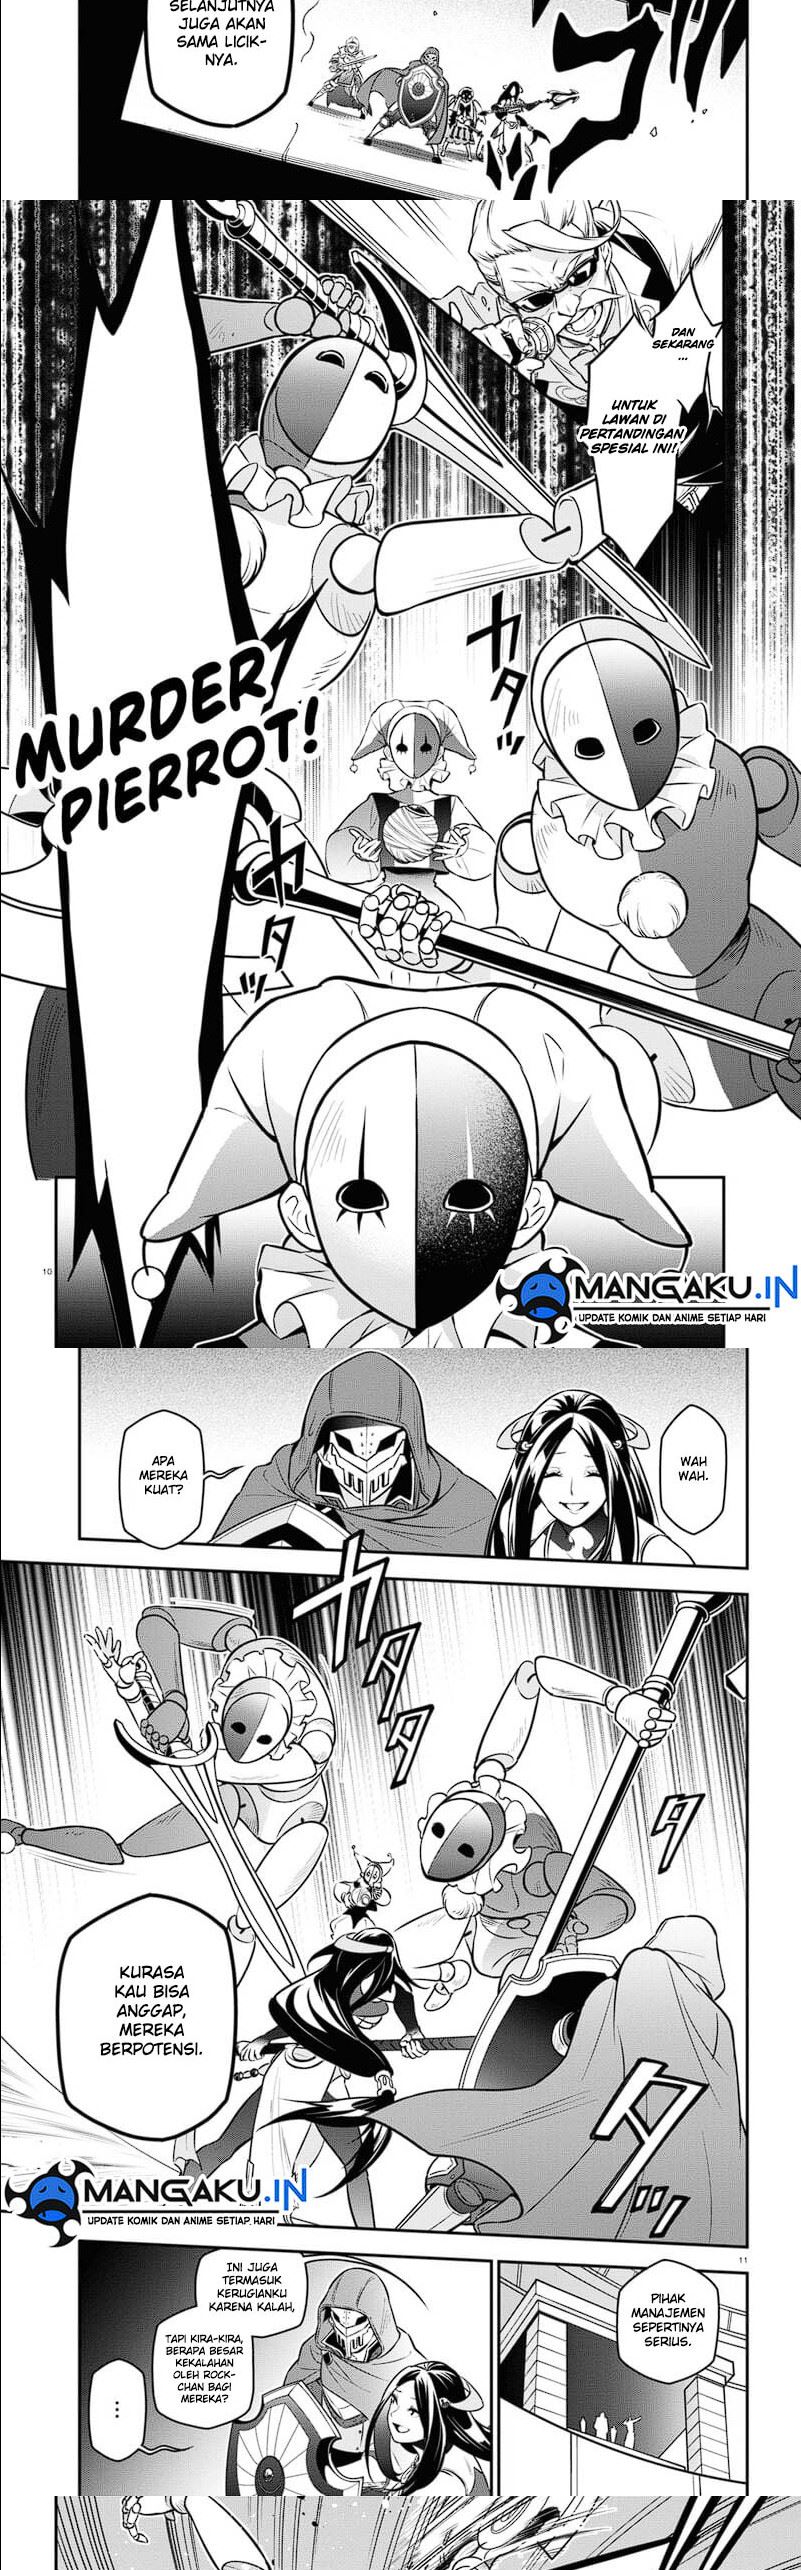 SELANJUTNYA
JUGA AKAN
SAMA LICIK-
NYA.
DAN
SEKARANG
...
UNTUK
LAWAN DI
PERTANDINGAN
SPESIAL INI!
MURDER
PIERROT!
カタッ
カタ
10
MANGAKU.IN
UPDATE KOMIK DAN ANIME SETIAP HARI
WAH
WAH.
APA
MEREKA
KUAT?
カタカタ
タ
KURASA
KAU BISA
ANGGAP,
MEREKA
BERPOTENSI.
タッ
MANGAKU.IN
UPDATE KOMIK DAN ANIME SETIAP HARI
11
PIHAK
MANAJEMEN
SEPERTINYA
SERIUS.
INI JUGA
TERMASUK
KERUGIANKU
KARENA KALAH,
TAPI KIRA-KIRA,
BERAPA BESAR
KEKALAHAN
OLEH ROCK-
CHAN BAGI
MEREKA?
...